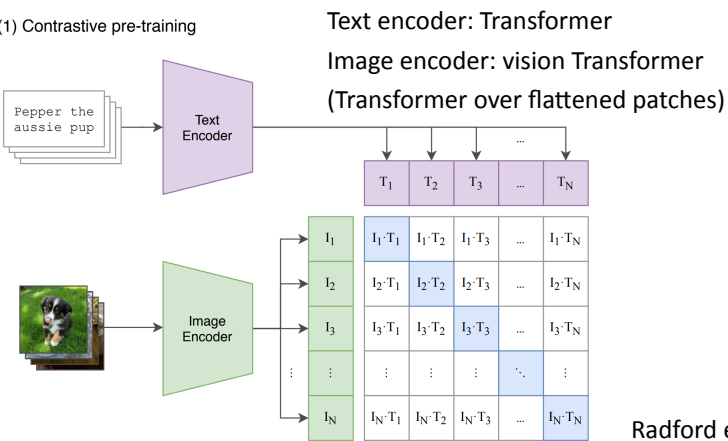 (1) Contrastive pre-training
Text encoder: Transformer
Image encoder: vision Transformer
(Transformer over flattened patches)
Pepper the
aussie pup
Text
Encoder
...
T1 T2 T3 ... TN
I1 I1·T1 I1·T2 I1·T3 ... I1·TN
I2 I2·T1 I2·T2 I2·T3 ... I2·TN
Image
Encoder
I3 I3·T1 I3·T2 I3·T3 ... I3·TN
⋮ ⋮ ⋮ ⋮ ⋮ ⋱ ⋮
IN IN·T1 IN·T2 IN·T3 ... IN·TN
Radford e